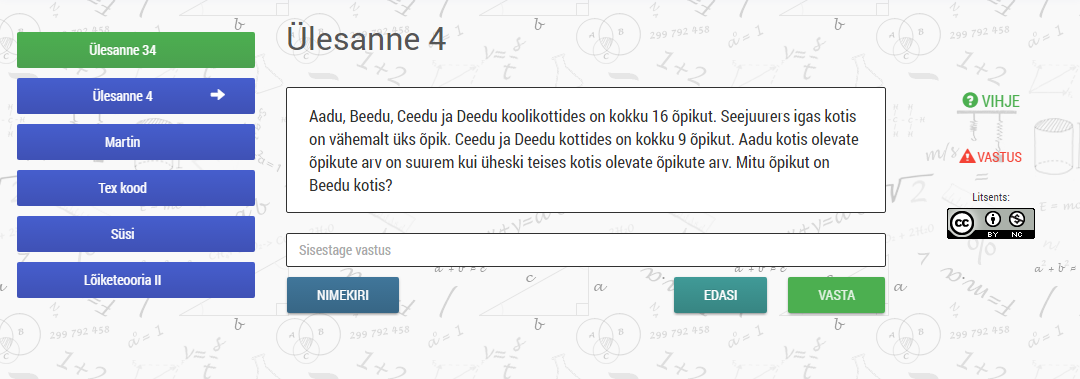 Ülesanne 34
Ülesanne 4
Martin
Tex kood
Süsi
Lõiketeooria II
Ülesanne 4
Aadu, Beedu, Ceedu ja Deedu koolikottides on kokku 16 õpikut. Seejuurers igas kotis
on vähemalt üks õpik. Ceedu ja Deedu kottides on kokku 9 õpikut. Aadu kotis olevate
õpikute arv on suurem kui üheski teises kotis olevate õpikute arv. Mitu õpikut on
Beedu kotis?
Sisestage vastus
NIMEKIRI
EDASI
VASTA
VIHJE
VASTUS
Litsents:
cc
BY NC